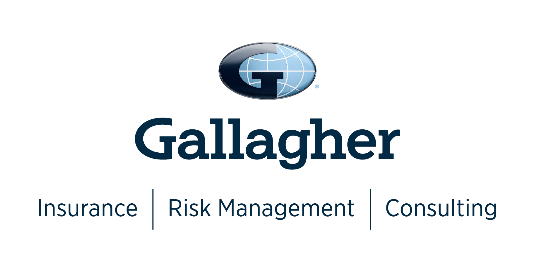 G
Gallagher
Insurance | Risk Management | Consulting